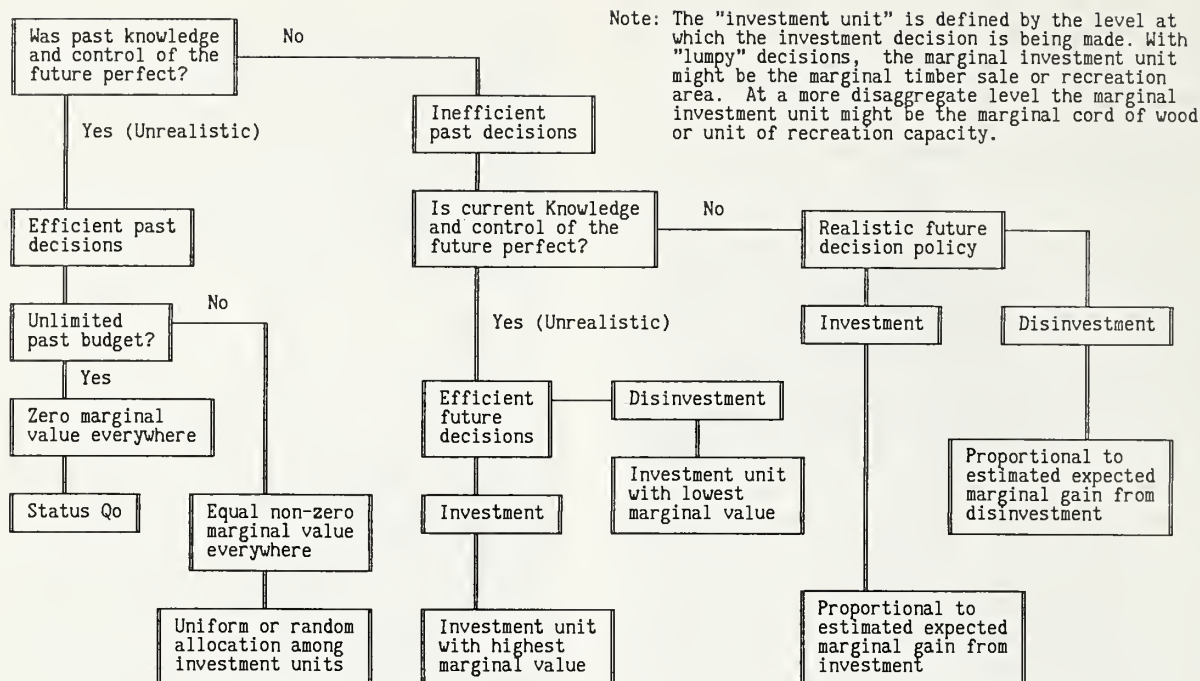 Was past knowledge
and control of the
future perfect?
No
Note: The "investment unit" is defined by the level at
which the investment decision is being made. With
"lumpy" decisions, the marginal investment unit
might be the marginal timber sale or recreation
area. At a more disaggregate level the marginal
investment unit might be the marginal cord of wood
or unit of recreation capacity.
Yes (Unrealistic)
Inefficient
past decisions
Efficient past
decisions
Is current Knowledge
and control of the
future perfect?
No
Realistic future
decision policy
Unlimited
past budget?
No
Yes
Yes (Unrealistic)
Investment
Disinvestment
Zero marginal
value everywhere
Efficient
future
decisions
Disinvestment
Status Qo
Equal non-zero
marginal value
everywhere
Investment
Investment unit
with lowest
marginal value
Proportional to
estimated expected
marginal gain from
disinvestment
Uniform or random
allocation among
investment units
Investment unit
with highest
marginal value
Proportional to
estimated expected
marginal gain from
investment